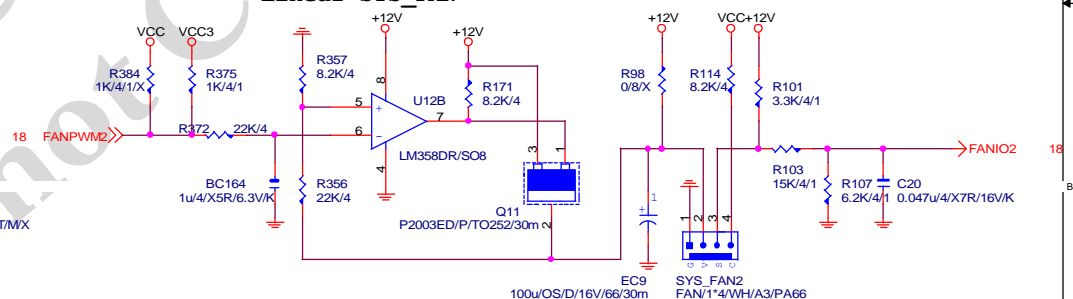 +12V
VCC
VCC3
+12V
+12V
VCC
+12V
R384
1K/4/1/X
R375
1K/4/1
R357
8.2K/4
8
U12B
R171
8.2K/4
R98
0/8/X
R114
8.2K/4
R101
3.3K/4/1
5
+
7
3
1
18
FANPWM2
R372
22K/4
6
-
FANIO2
18
LM358DR/SO8
4
R103
15K/4/1
BC164
1u/4/X5R/6.3V/K
R356
22K/4
R107
6.2K/4/1
C20
0.047u/4/X7R/16V/K
B
Q11
P2003ED/P/TO252/30m
2
+
1
1
2
3
4
T/M/X
G
V
S
C
EC9
100u/OS/D/16V/66/30m
SYS_FAN2
FAN/1*4/WH/A3/PA66
not